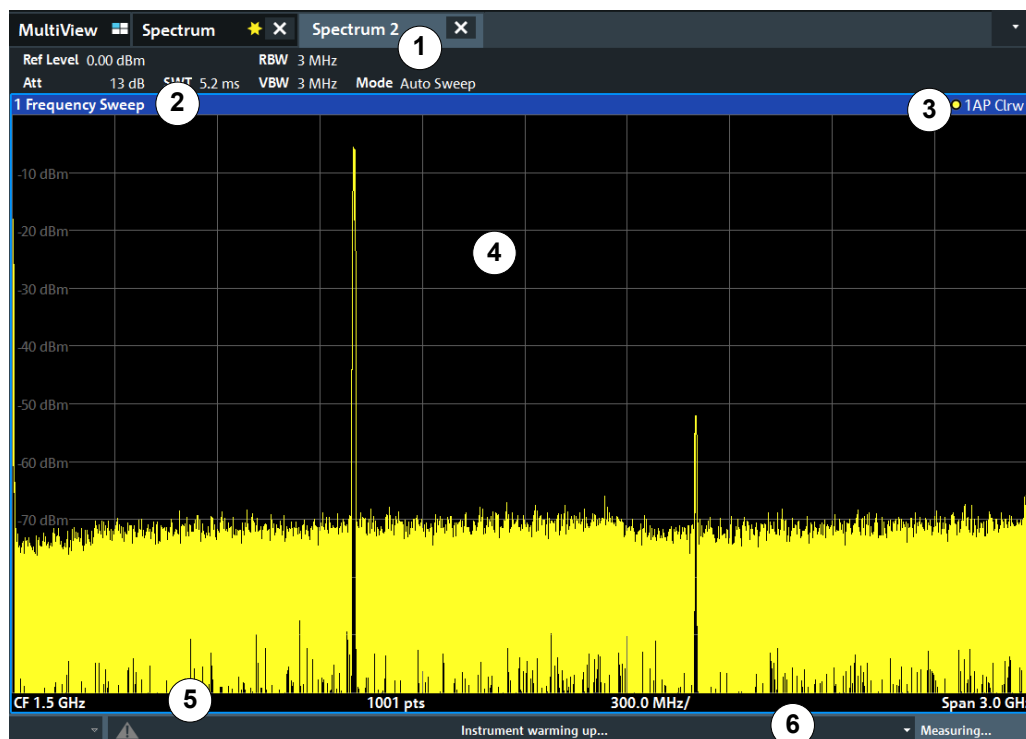 MultiView Spectrum Spectrum 2
1
Ref Level 0.00 dBm RBW 3 MHz
Att 13 dB SWT 5.2 ms VBW 3 MHz Mode Auto Sweep
1 Frequency Sweep 2 3 1AP Clrw
-10 dBm
-20 dBm
4
-30 dBm
-40 dBm
-50 dBm
-60 dBm
-70 dBm
CF 1.5 GHz 5 1001 pts 300.0 MHz/ Span 3.0
6
Instrument warming up... Measuring...